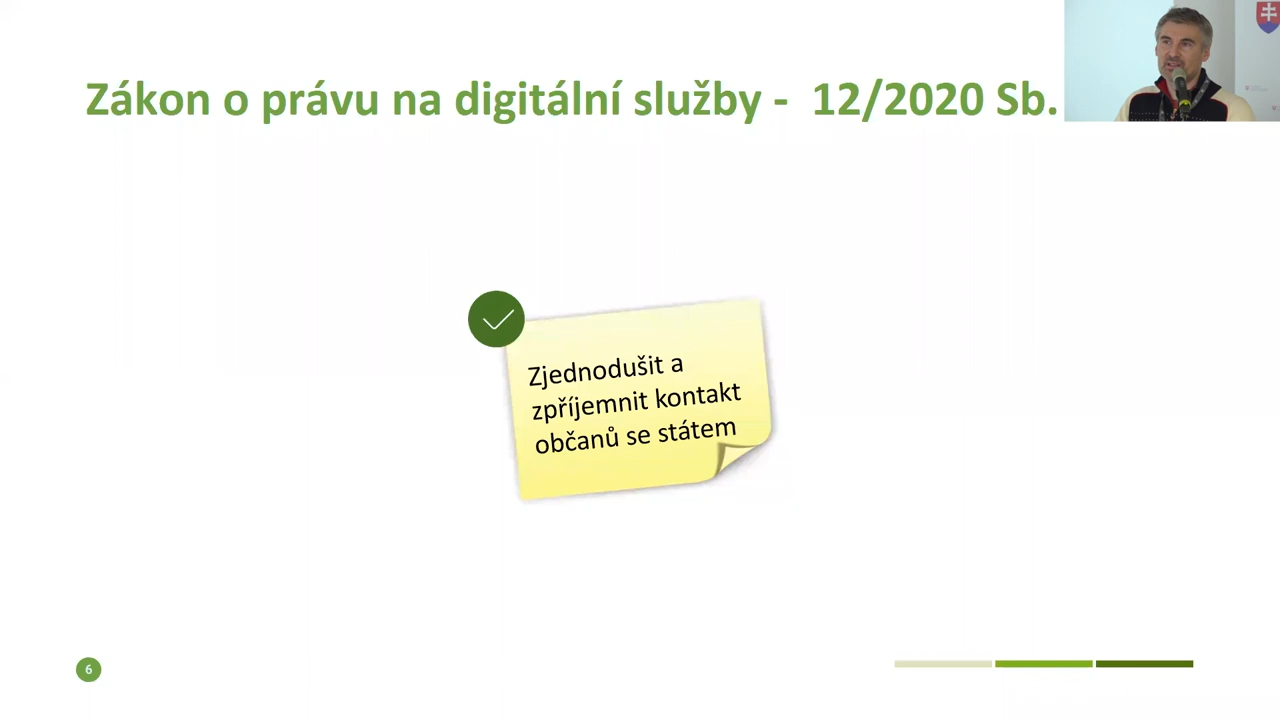 Zákon o právu na digitální služby - 12/2020 Sb.
Zjednodušit a
zpříjemnit kontakt
občanů se státem
6